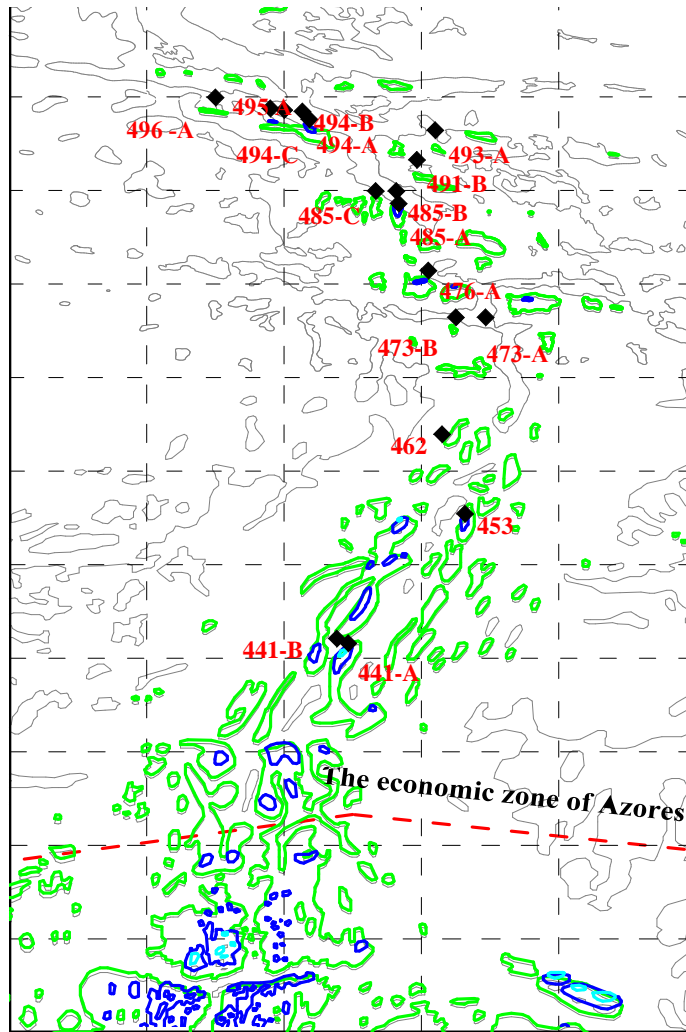 495-A
496 -A
494-B
494-A
494-C
493-A
491-B
485-C
485-B
485-A
476-A
473-B
473-A
462
453
441-B
441-A
The economic zone of Azores